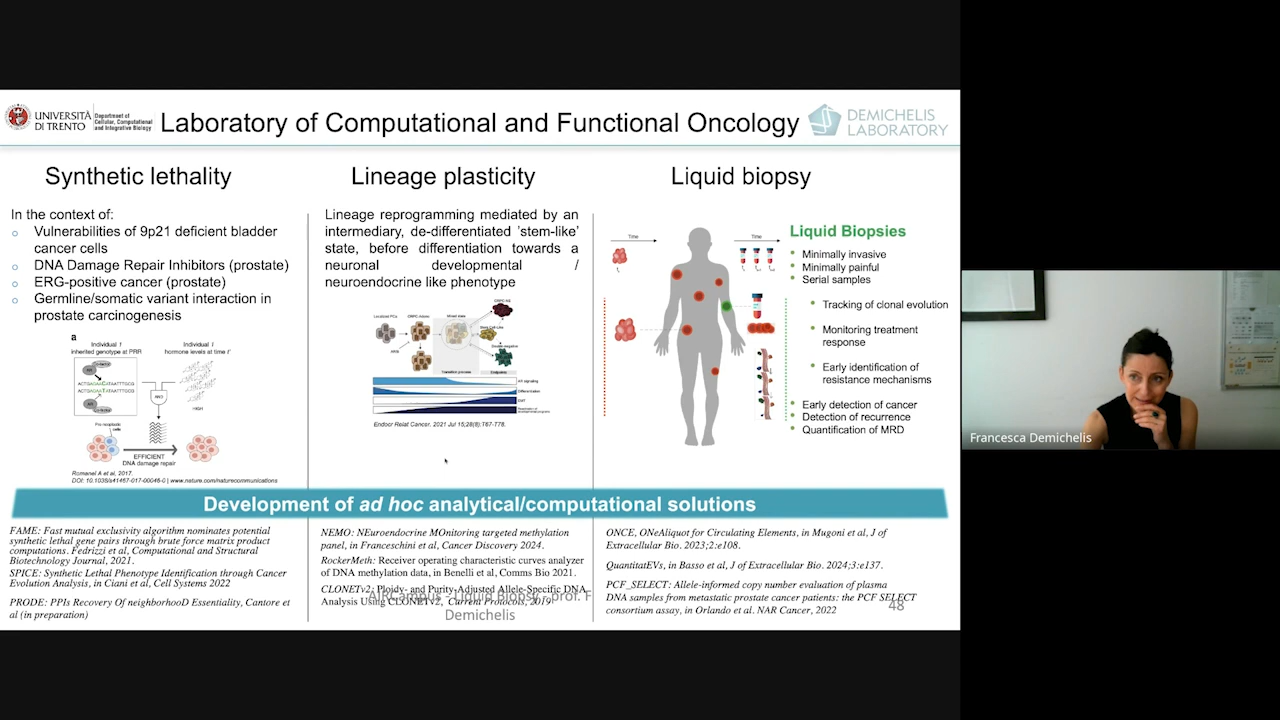 UNIVERSITÀ
DI TRENTO
Department of
Cellular, Computational
and Integrative Biology
Laboratory of Computational and Functional Oncology
DEMICHELIS
LABORATORY
Synthetic lethality
In the context of:
Vulnerabilities of 9p21 deficient bladder
cancer cells
DNA Damage Repair Inhibitors (prostate)
ERG-positive cancer (prostate)
Germline/somatic variant interaction in
prostate carcinogenesis
a
Individual i
inherited genotype at PRR
Individual i
hormone levels at time t
HIGH
EFFICIENT
DNA damage repair
Romanel A et al, 2017.
DOI: 10.1038/s41467-017-00046-0 | www.nature.com/naturecommunications
Lineage plasticity
Lineage reprogramming mediated by an
intermediary, de-differentiated 'stem-like'
state, before differentiation towards a
neuronal developmental /
neuroendocrine like phenotype
AR signaling
Differentiation
EMT
Endocr Relat Cancer, 2021 Jul 15;28(8):T67-T78.
Liquid biopsy
Time
Time
Liquid Biopsies
Minimally invasive
Minimally painful
Serial samples
Tracking of clonal evolution
Monitoring treatment
response
Early identification of
resistance mechanisms
Early detection of cancer
Detection of recurrence
Quantification of MRD
Development of ad hoc analytical/computational solutions
FAME: Fast mutual exclusivity algorithm nominates potential
synthetic lethal gene pairs through brute force matrix product
computations. Fedrizzi et al, Computational and Structural
Biotechnology Journal, 2021.
SPICE: Synthetic Lethal Phenotype Identification through Cancer
Evolution Analysis, in Ciani et al, Cell Systems 2022
PRODE: PPIs Recovery Of neighborhooD Essentiality, Cantore et
al (in preparation)
NEMO: NEuroendocrine MOnitoring targeted methylation
panel, in Franceschini et al, Cancer Discovery 2024.
RockerMeth: Receiver operating characteristic curves analyzer
of DNA methylation data, in Benelli et al, Comms Bio 2021.
CLONETv2: Ploidy- and Purity-Adjusted Allele-Specific DNA
Analysis Using CLONETv2, Current Protocols, 2019.
ONCE, ONeAliquot for Circulating Elements, in Mugoni et al, J of
Extracellular Bio. 2023;2:e108.
QuantitatEVs, in Basso et al, J of Extracellular Bio. 2024;3:e137.
PCF_SELECT: Allele-informed copy number evaluation of plasma
DNA samples from metastatic prostate cancer patients: the PCF SELECT
consortium assay, in Orlando et al. NAR Cancer, 2022
Liquid Biopsy - prof. F
Demichelis
48
Francesca Demichelis